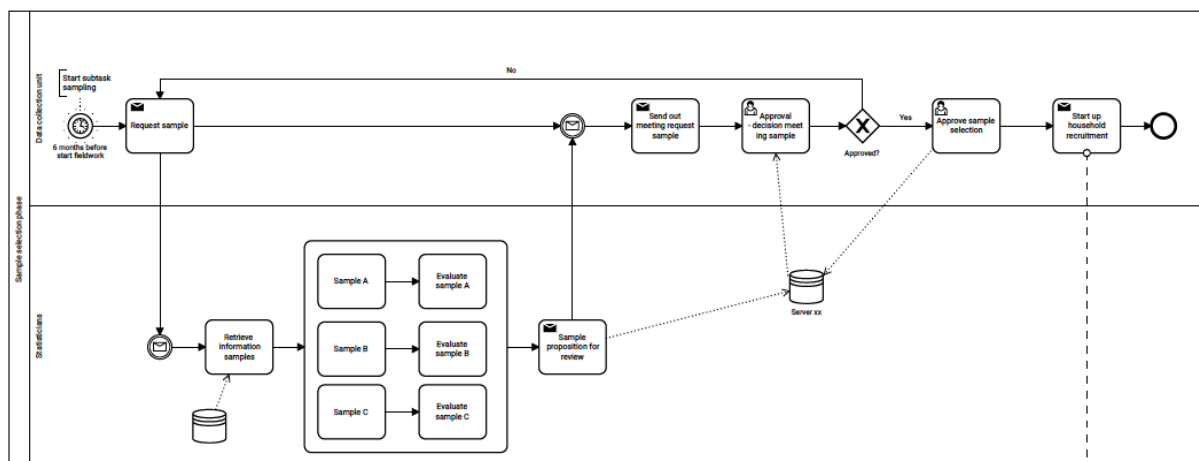 Sample selection phase
Data collection unit
Start subtask
sampling
6 months before
start fieldwork
Request sample
No
Send out
meeting request
sample
Approval
- decision meet
ing sample
Approved?
Yes
Approve sample
selection
Start up
household
recruitment
Statisticians
Retrieve
information
samples
Sample A
Evaluate
sample A
Sample B
Evaluate
sample B
Sample C
Evaluate
sample C
Sample
proposition for
review
Server xx